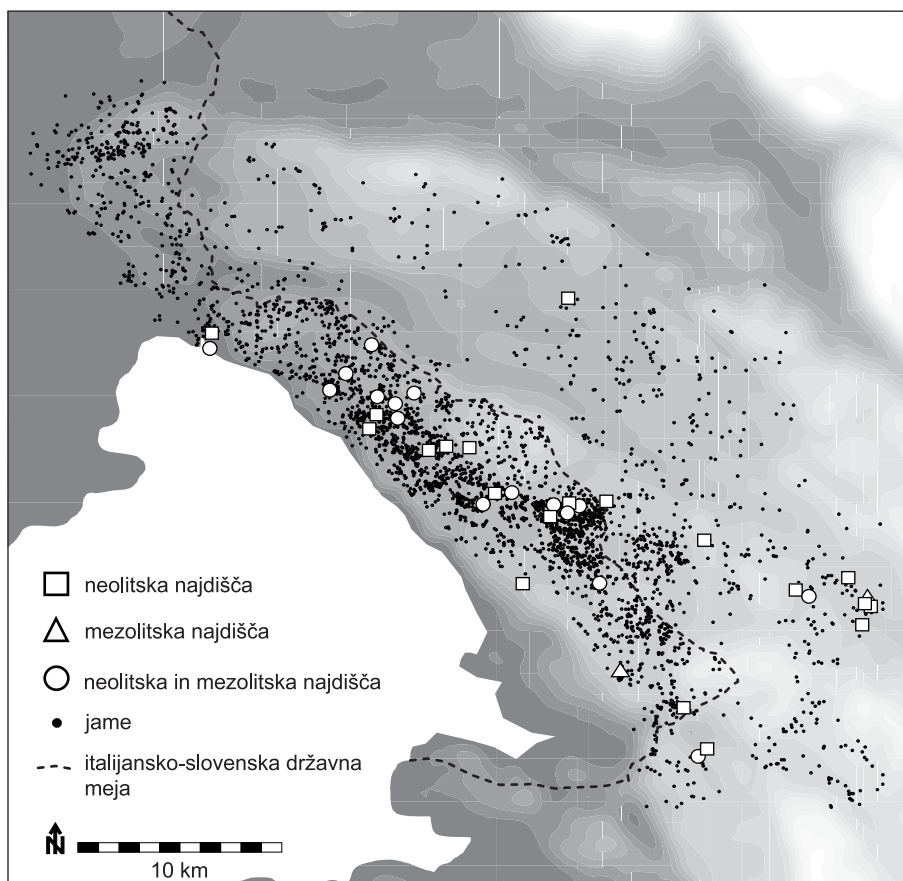 neolitska najdišča
mezolitska najdišča
neolitska in mezolitska najdišča
jame
italijansko-slovenska državna
meja
N
10 km